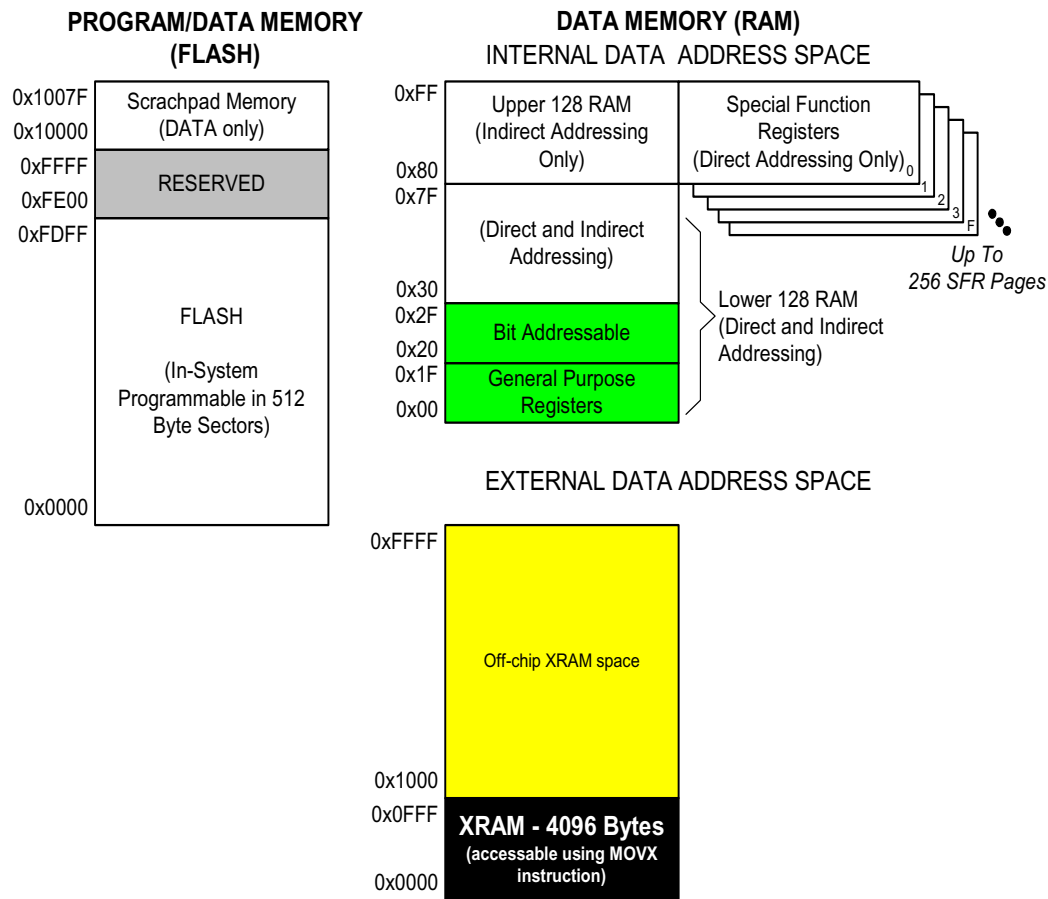 PROGRAM/DATA MEMORY
(FLASH)
0x1007F
Scrachpad Memory
0x10000
(DATA only)
0xFFFF
RESERVED
0xFE00
0xFDFF
FLASH
(In-System
Programmable in 512
Byte Sectors)
0x0000
DATA MEMORY (RAM)
INTERNAL DATA ADDRESS SPACE
0xFF
Upper 128 RAM
(Indirect Addressing
Only)
0x80
Special Function
Registers
(Direct Addressing Only)
0
1
2
3
F
Up To
256 SFR Pages
0x7F
(Direct and Indirect
Addressing)
0x30
0x2F
Bit Addressable
0x20
0x1F
General Purpose
Registers
0x00
Lower 128 RAM
(Direct and Indirect
Addressing)
EXTERNAL DATA ADDRESS SPACE
0xFFFF
Off-chip XRAM space
0x1000
0x0FFF
XRAM - 4096 Bytes
(accessable using MOVX
instruction)
0x0000